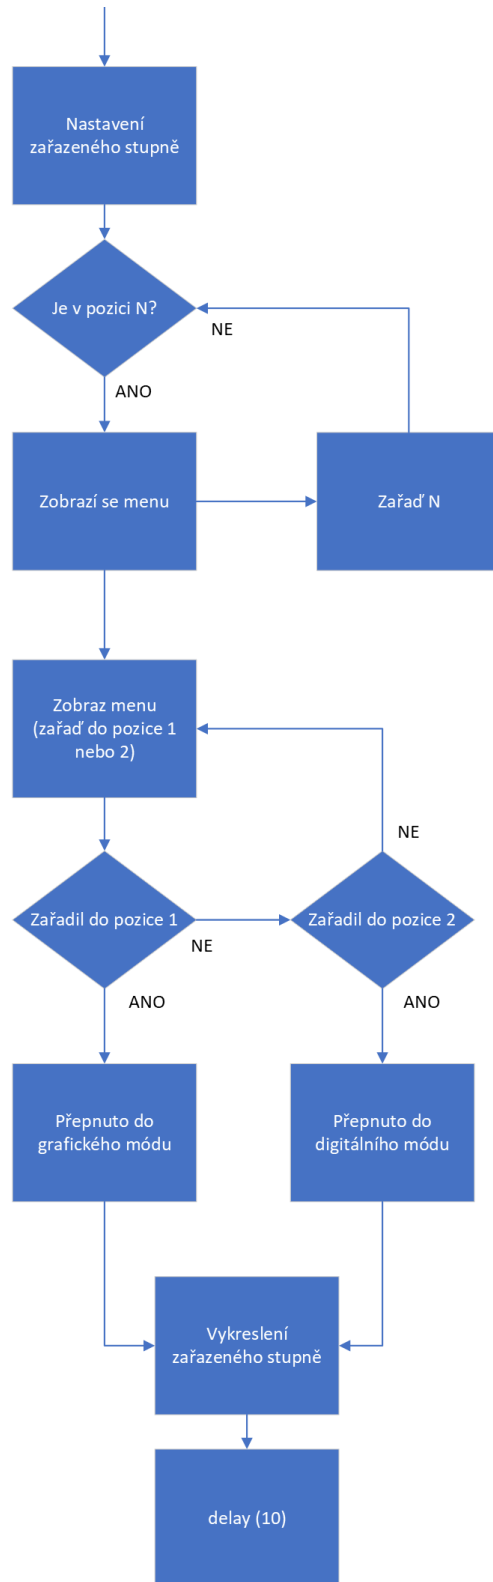 Nastavení
zařazeného stupně
Je v pozici N?
NE
ANO
Zobrazí se menu
Zařaď N
Zobraz menu
(zařaď do pozice 1
nebo 2)
NE
Zařadil do pozice 1
Zařadil do pozice 2
NE
ANO
ANO
Přepnuto do
grafického módu
Přepnuto do
digitálního módu
Vykreslení
zařazeného stupně
delay (10)